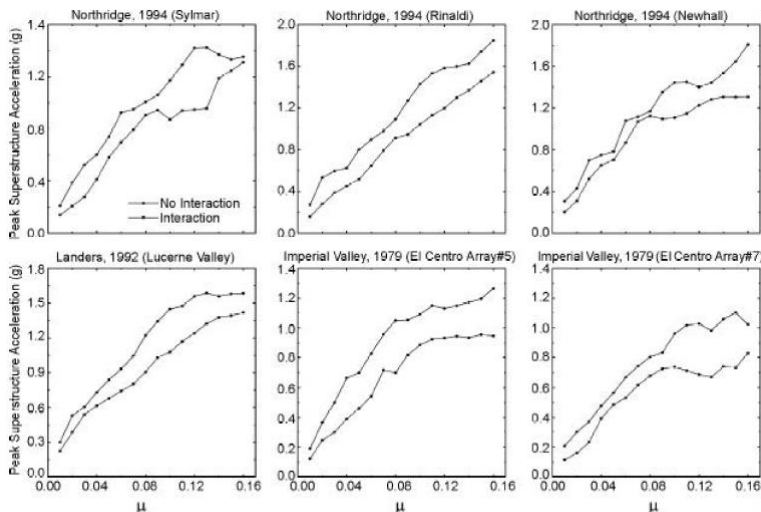 Northridge, 1994 (Sylmar)
Northridge, 1994 (Rinaldi)
Northridge, 1994 (Newhall)
Peak Superstructure Acceleration (g)
1.4
1.2
0.8
0.4
0.0
No Interaction
Interaction
2.0
1.6
1.2
0.8
0.4
0.0
2.0
1.6
1.2
0.8
0.4
0.0
Landers, 1992 (Lucerne Valley)
Imperial Valley, 1979 (El Centro Array#5)
Imperial Valley, 1979 (El Centro Array#7)
Peak Superstructure Acceleration (g)
1.8
1.5
1.2
0.9
0.6
0.3
0.0
1.4
1.2
1.0
0.8
0.6
0.4
0.2
0.0
1.4
1.2
1.0
0.8
0.6
0.4
0.2
0.0
0.00 0.04 0.08 0.12 0.16
0.00 0.04 0.08 0.12 0.16
0.00 0.04 0.08 0.12 0.16
μ
μ
μ